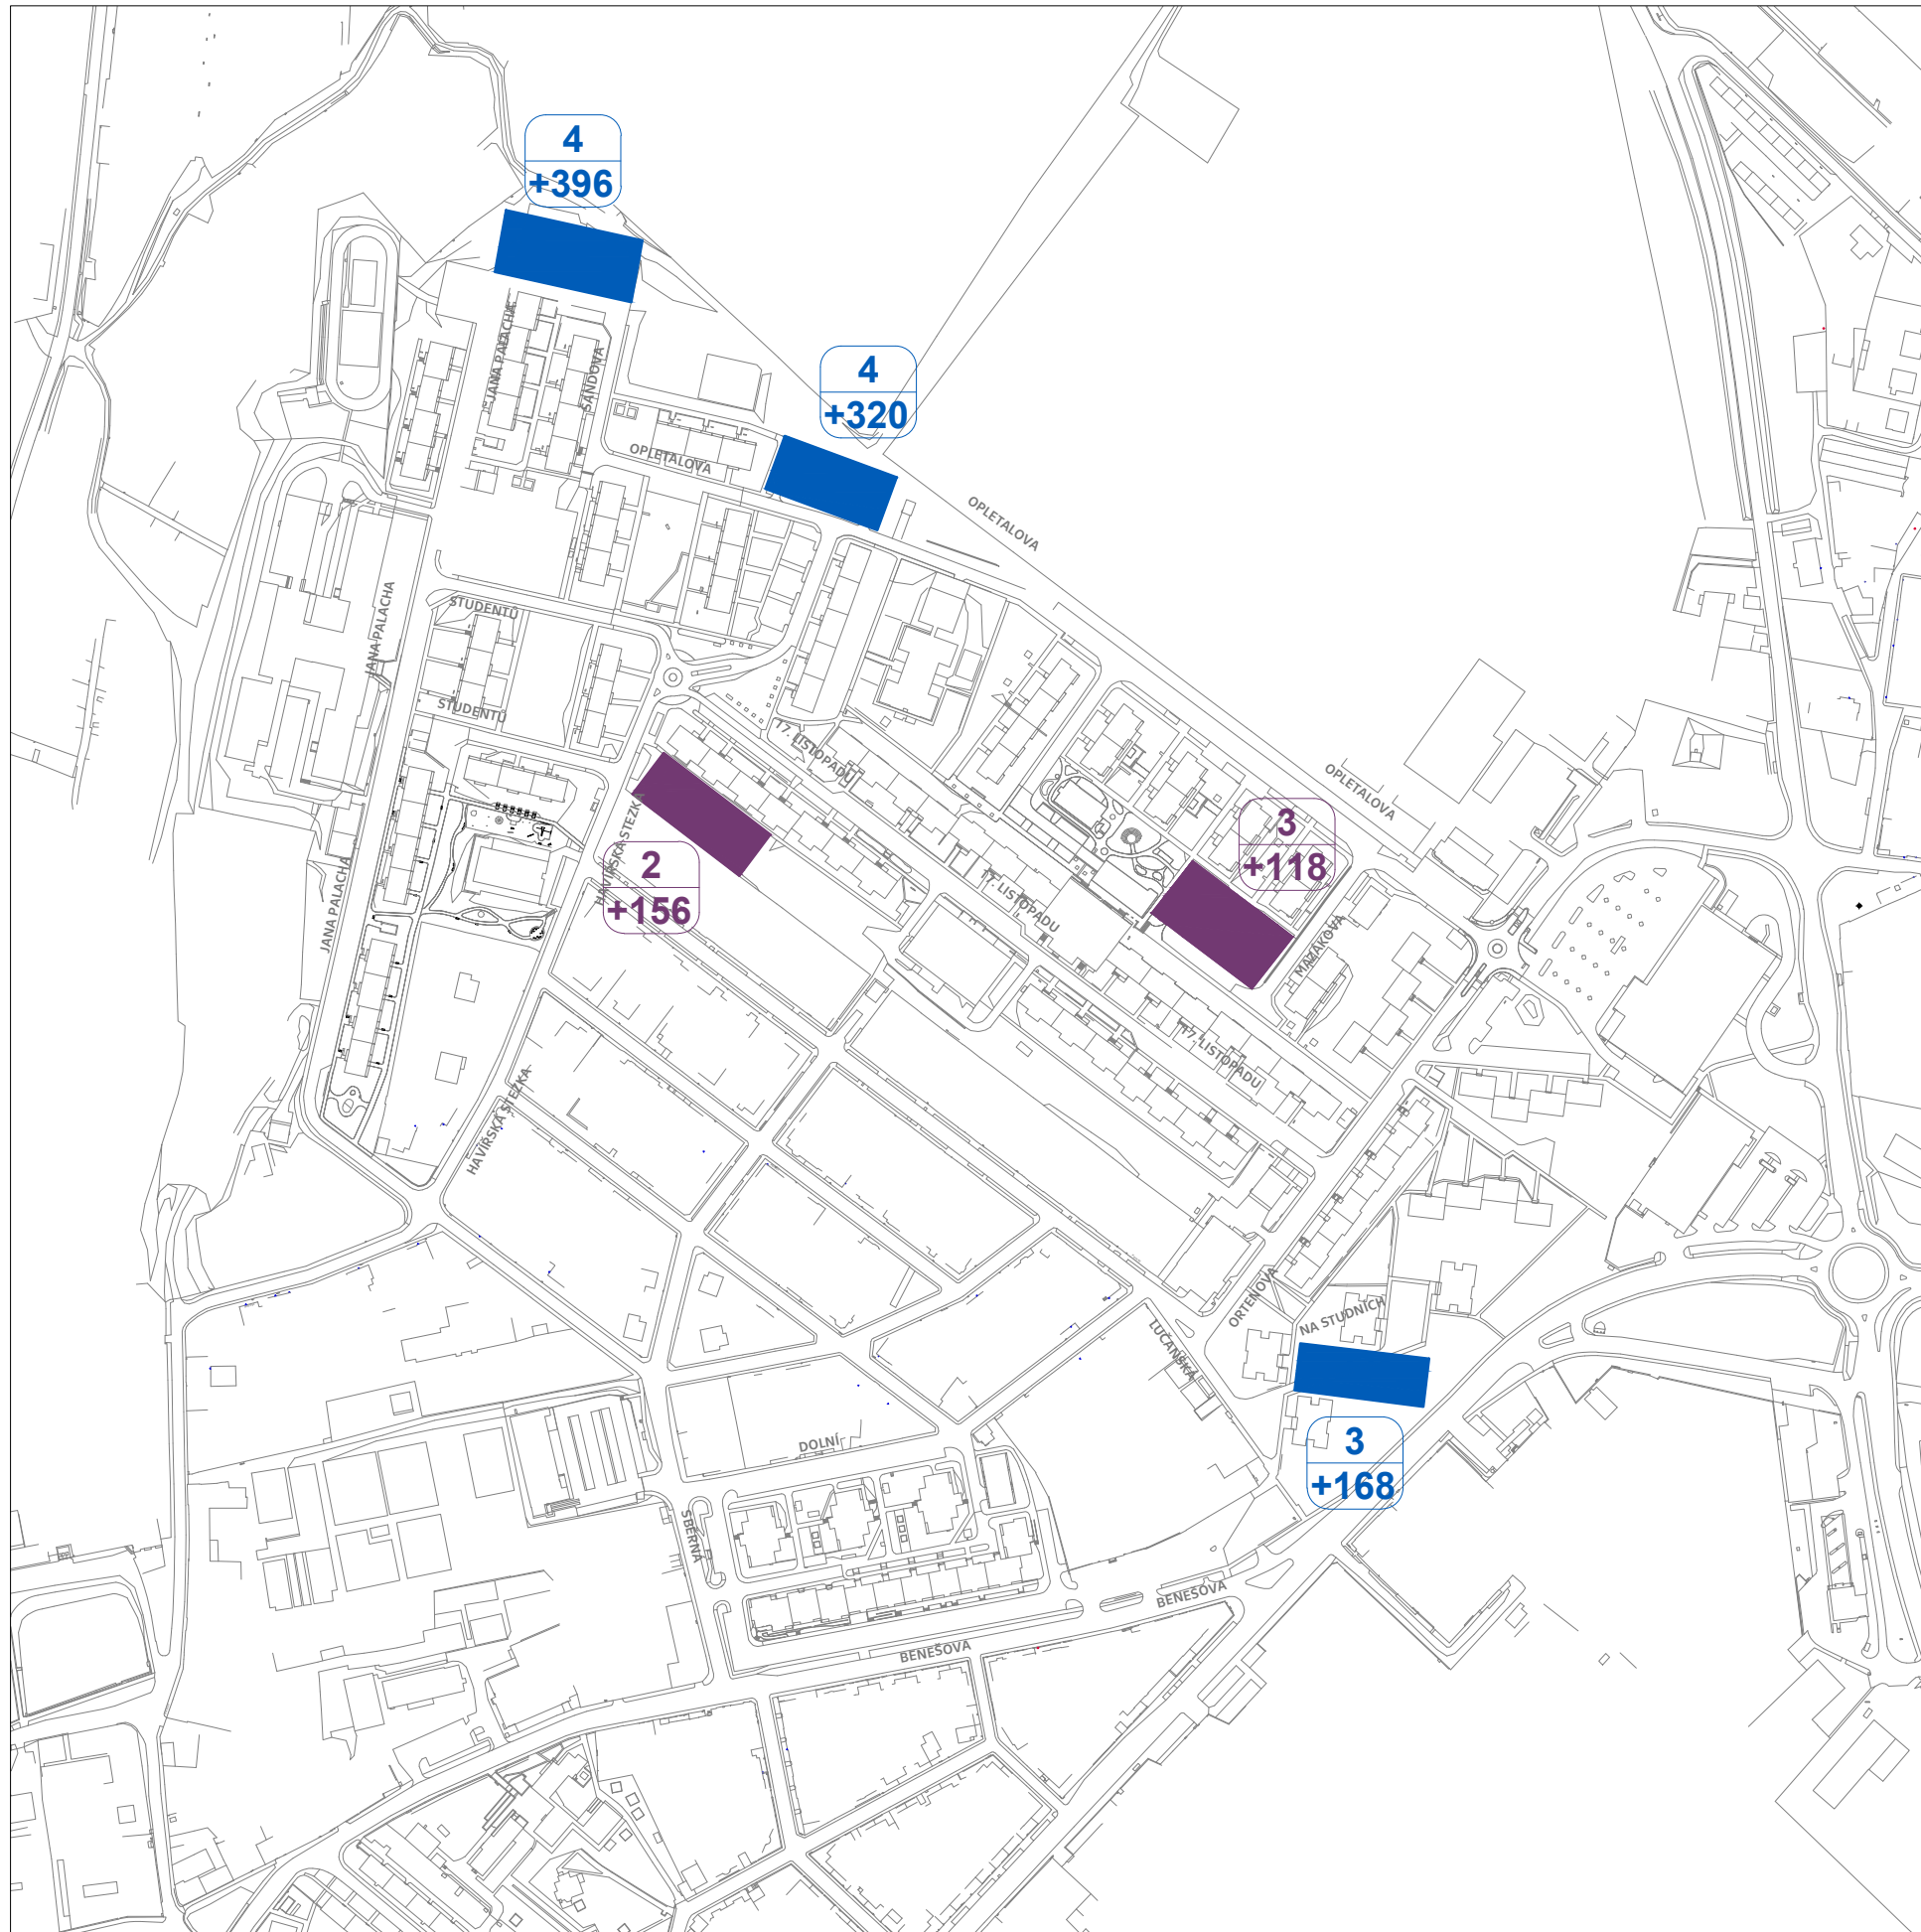 4
+396
JANA PALACHA
ŠANDOVA
4
+320
OPLETALOVA
OPLETALOVA
JANA PALACHA
STUDENTŮ
STUDENTŮ
17. LISTOPADU
OPLETALOVA
HAVÍŘSKÁ STEZKA
2
+156
3
+118
JANA PALACHA
17. LISTOPADU
MAZÁKOVA
17. LISTOPADU
HAVÍŘSKÁ STEZKA
ORTENOVA
NA STUDNÍCH
LUČANSKÁ
3
+168
DOLNÍ
SBĚRNÁ
BENEŠOVA
BENEŠOVA